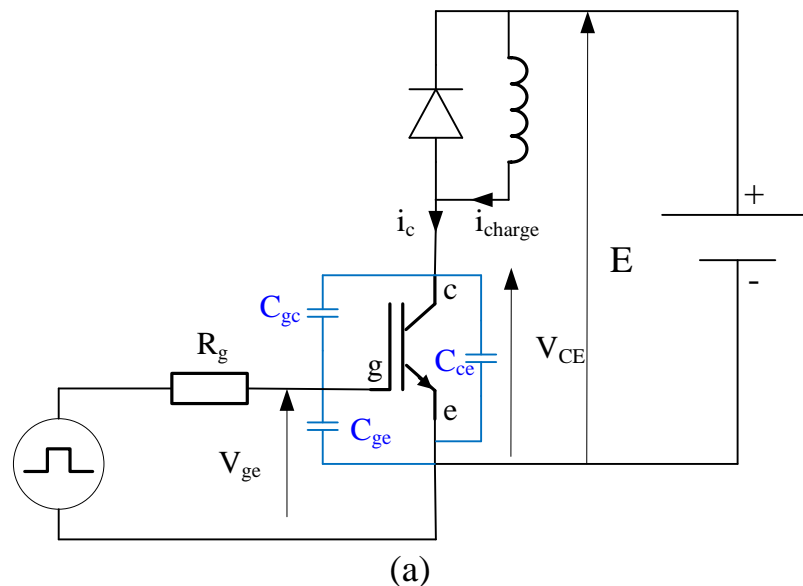 i_c
i_charge
+
-
E
c
C_gc
R_g
g
C_ce
V_CE
e
C_ge
V_ge
(a)